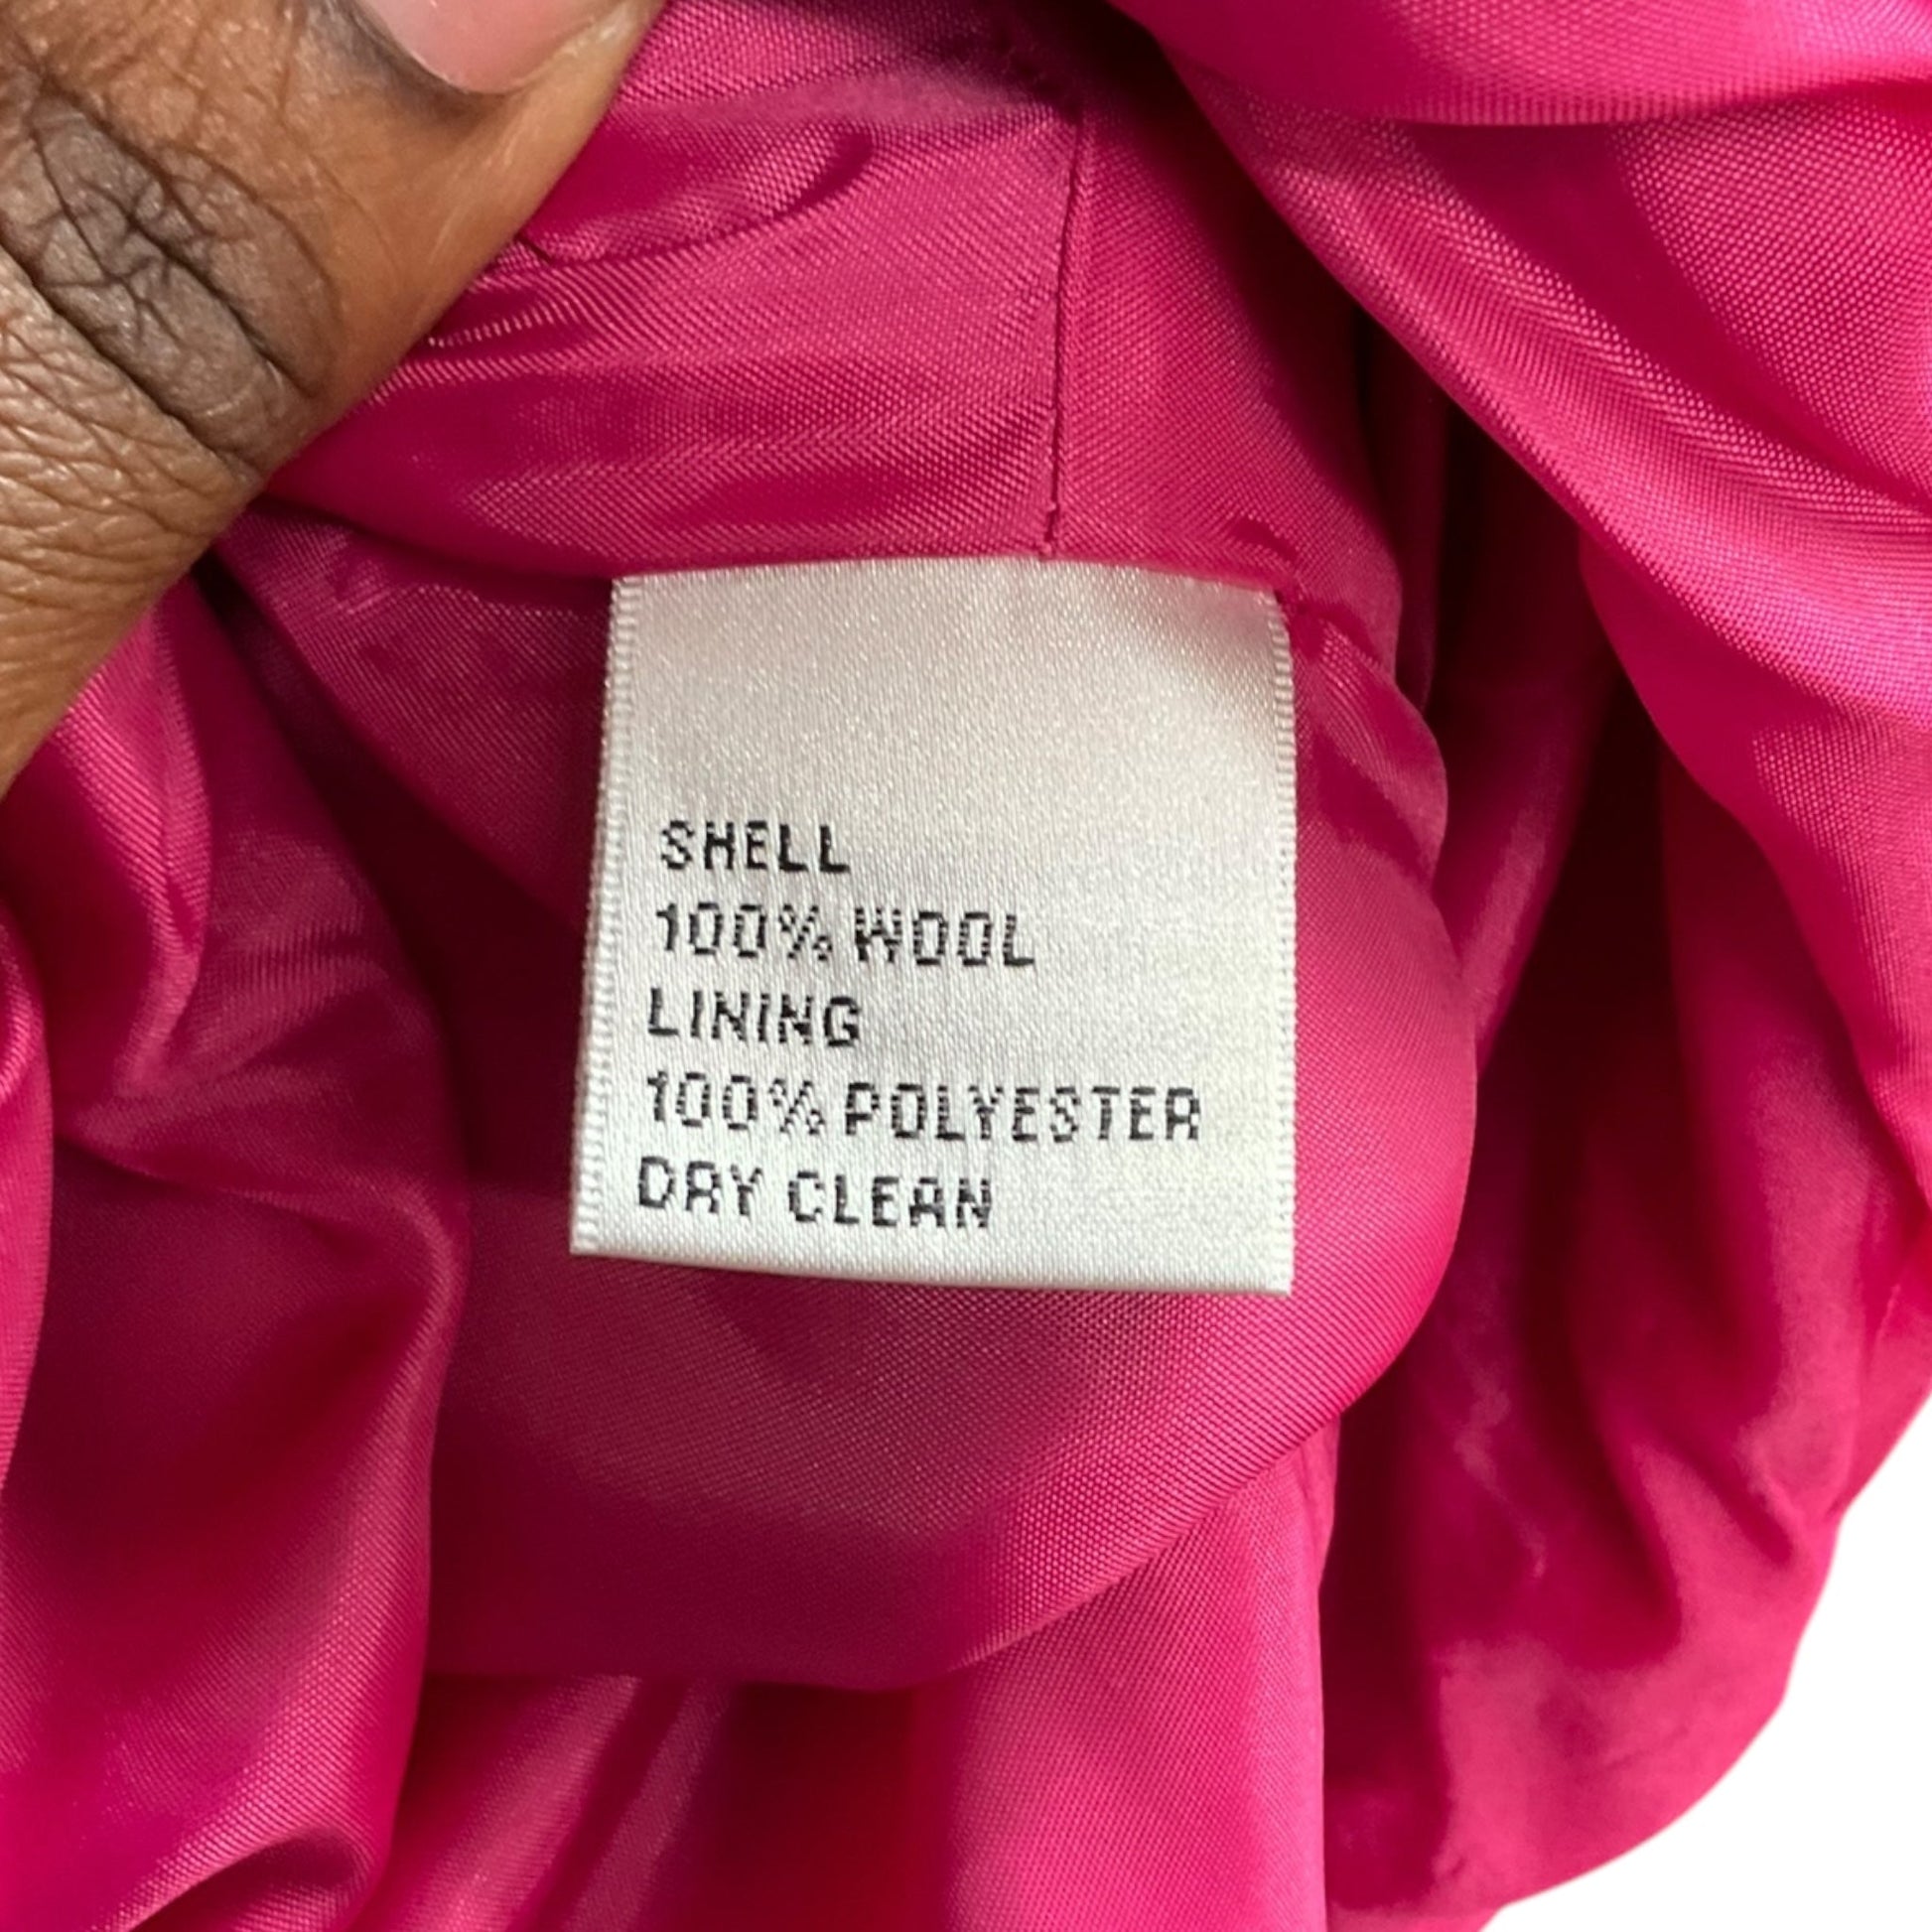 SHELL
100% WOOL
LINING
100% POLYESTER
DRY CLEAN